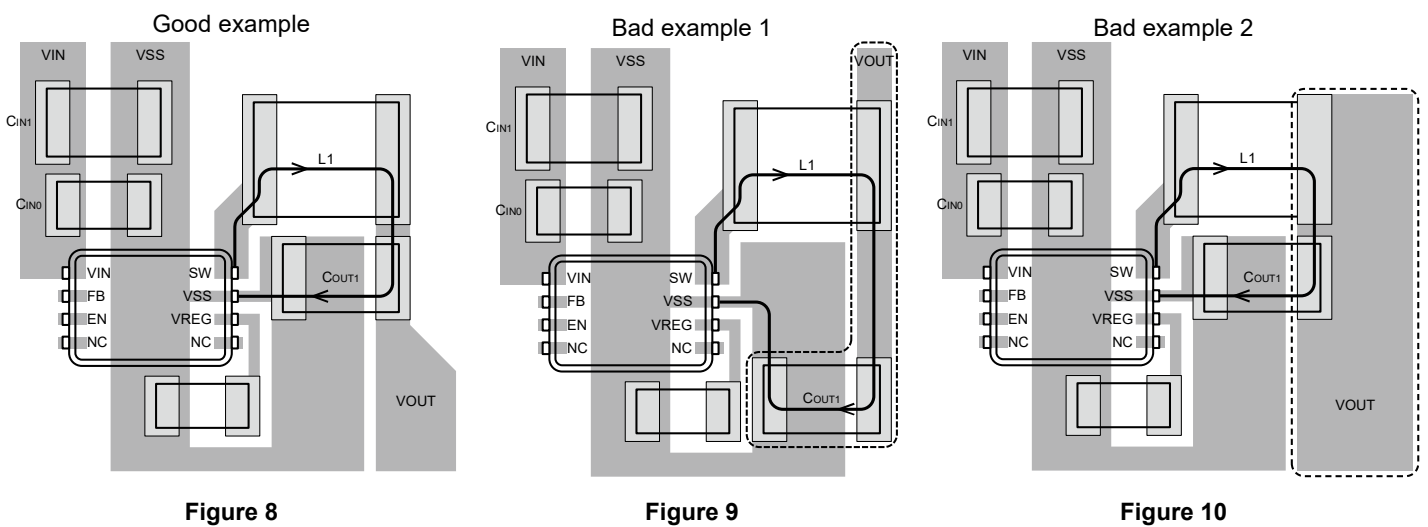 Good example
VIN
VSS
CIN1
L1
CIN0
VIN
SW
COUT1
FB
VSS
EN
VREG
NC
NC
VOUT
Figure 8
Bad example 1
VIN
VSS
VOUT
CIN1
L1
CIN0
VIN
SW
FB
VSS
EN
VREG
NC
NC
COUT1
Figure 9
Bad example 2
VIN
VSS
CIN1
L1
CIN0
VIN
SW
COUT1
FB
VSS
EN
VREG
NC
NC
VOUT
Figure 10